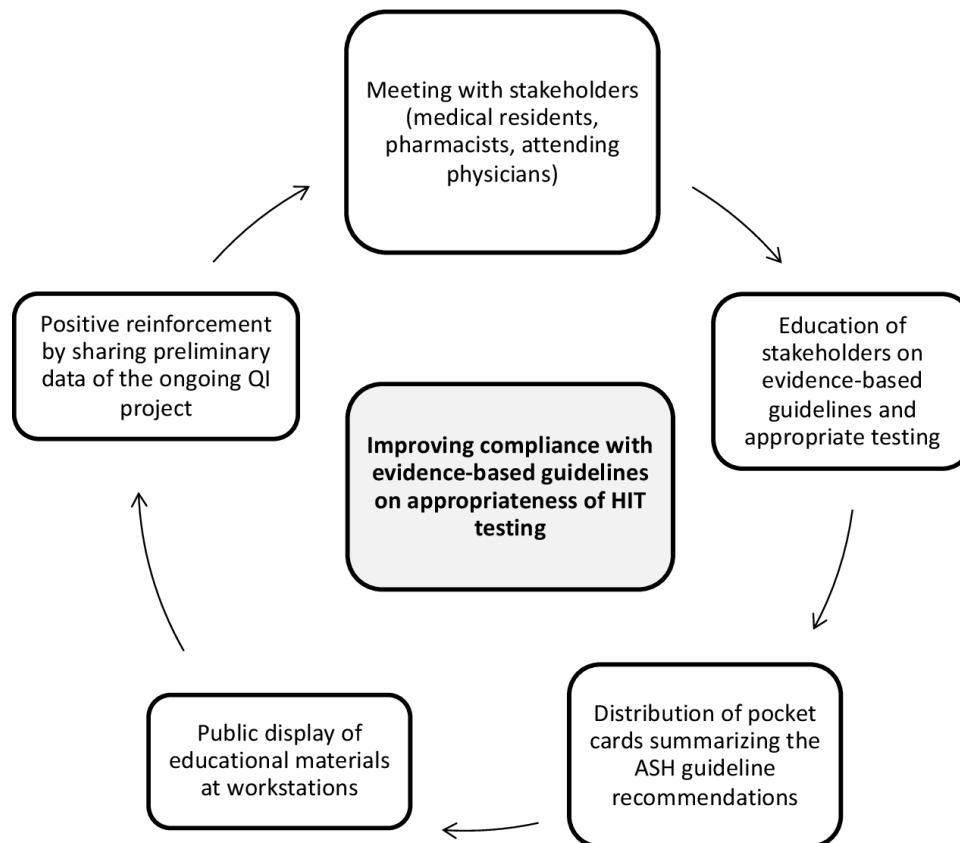 Meeting with stakeholders
(medical residents,
pharmacists, attending
physicians)
Education of
stakeholders on
evidence-based
guidelines and
appropriate testing
Distribution of pocket
cards summarizing the
ASH guideline
recommendations
Public display of
educational materials
at workstations
Positive reinforcement
by sharing preliminary
data of the ongoing QI
project
Improving compliance with
evidence-based guidelines
on appropriateness of HIT
testing